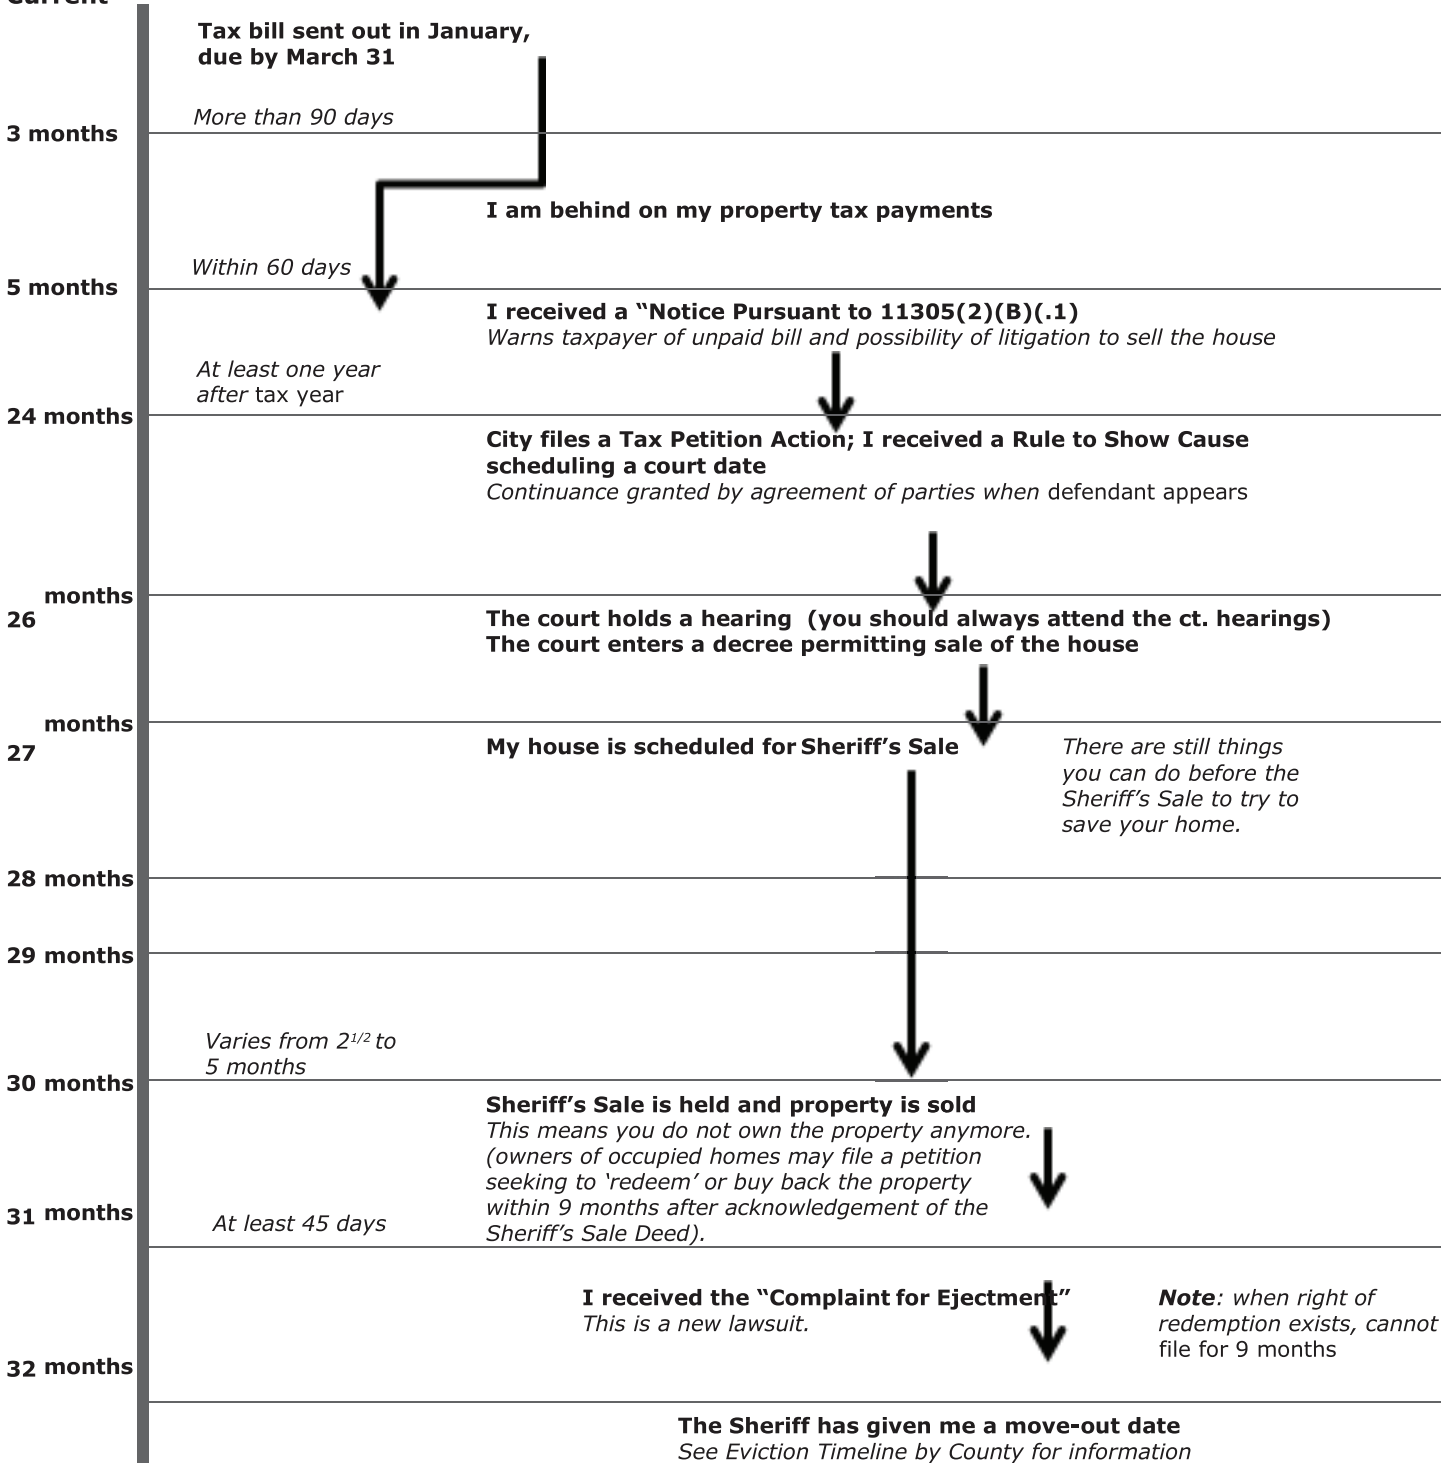 Current
Tax bill sent out in January,
due by March 31
More than 90 days
3 months
I am behind on my property tax payments
Within 60 days
5 months
I received a “Notice Pursuant to 11305(2)(B)(.1)
Warns taxpayer of unpaid bill and possibility of litigation to sell the house
At least one year
after tax year
24 months
City files a Tax Petition Action; I received a Rule to Show Cause
scheduling a court date
Continuance granted by agreement of parties when defendant appears
months
26
The court holds a hearing (you should always attend the ct. hearings)
The court enters a decree permitting sale of the house
months
27
My house is scheduled for Sheriff’s Sale
There are still things
you can do before the
Sheriff’s Sale to try to
save your home.
28 months
29 months
Varies from 2 1/2 to
5 months
30 months
Sheriff’s Sale is held and property is sold
This means you do not own the property anymore.
(owners of occupied homes may file a petition
seeking to ‘redeem’ or buy back the property
within 9 months after acknowledgement of the
Sheriff’s Sale Deed).
31 months
At least 45 days
I received the “Complaint for Ejectment”
This is a new lawsuit.
Note: when right of
redemption exists, cannot
file for 9 months
32 months
The Sheriff has given me a move-out date
See Eviction Timeline by County for information